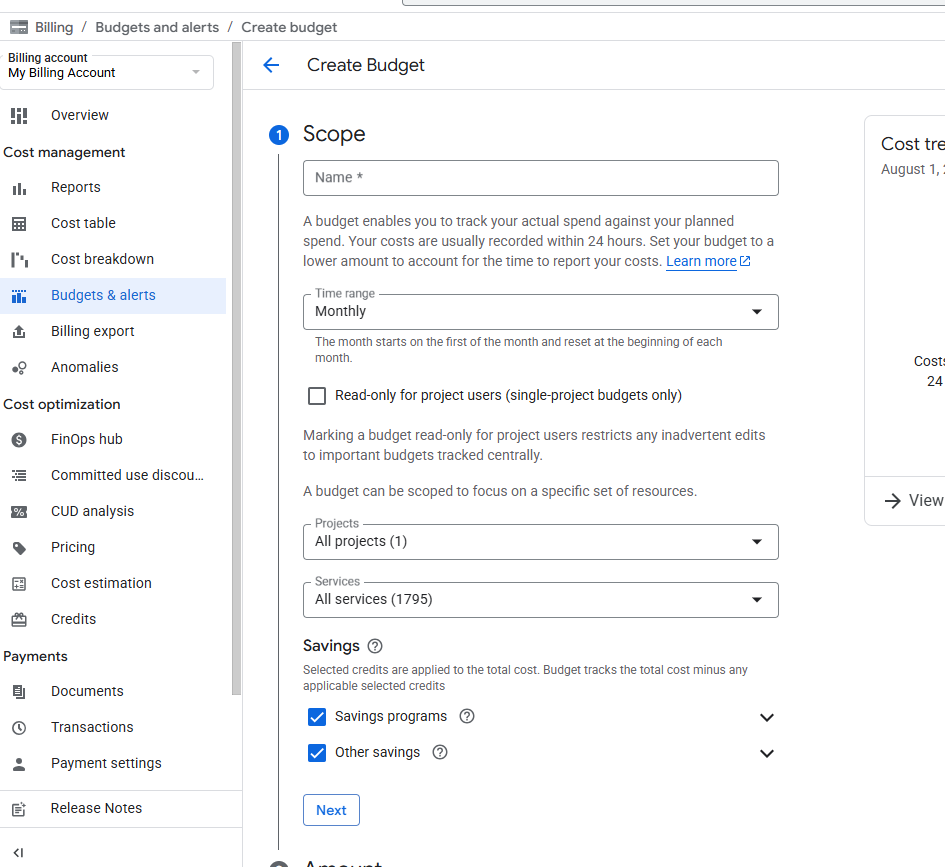 Billing / Budgets and alerts / Create budget
Billing account
My Billing Account
Overview
Cost management
Reports
Cost table
Cost breakdown
Budgets & alerts
Billing export
Anomalies
Cost optimization
FinOps hub
Committed use discou...
CUD analysis
Pricing
Cost estimation
Credits
Payments
Documents
Transactions
Payment settings
Release Notes
Create Budget
1 Scope
Name *
A budget enables you to track your actual spend against your planned
spend. Your costs are usually recorded within 24 hours. Set your budget to a
lower amount to account for the time to report your costs. Learn more
Time range
Monthly
The month starts on the first of the month and reset at the beginning of each
month.
Read-only for project users (single-project budgets only)
Marking a budget read-only for project users restricts any inadvertent edits
to important budgets tracked centrally.
A budget can be scoped to focus on a specific set of resources.
Projects
All projects (1)
Services
All services (1795)
Savings
Selected credits are applied to the total cost. Budget tracks the total cost minus any
applicable selected credits
Savings programs
Other savings
Next
Amount
Cost tre
August 1,
Costs
24
View